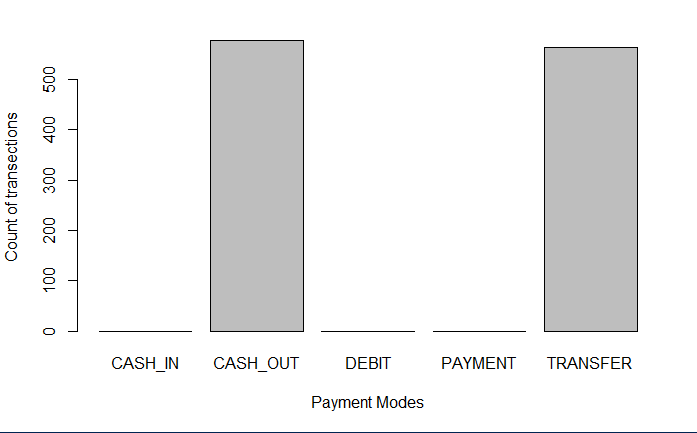 Count of transections
500
400
300
200
100
0
CASH_IN CASH_OUT DEBIT PAYMENT TRANSFER
Payment Modes